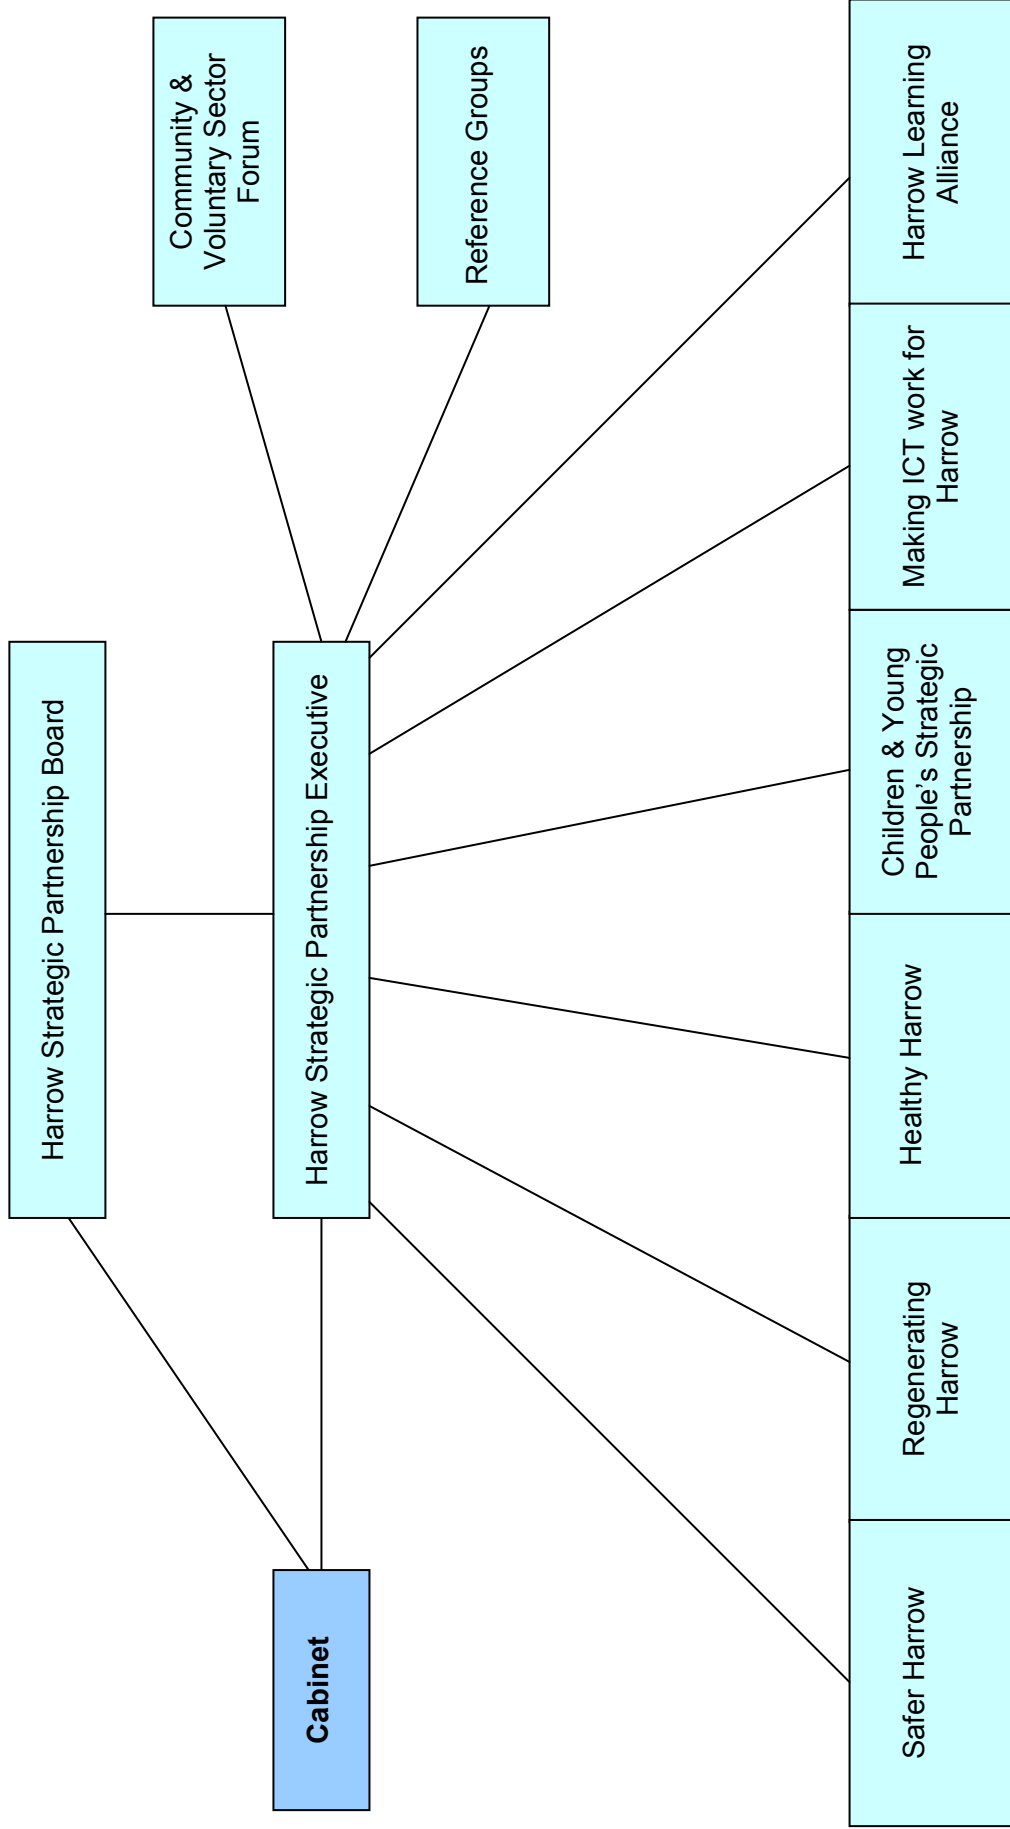 Harrow Strategic Partnership Board
Community &
Voluntary Sector
Forum
Cabinet
Harrow Strategic Partnership Executive
Reference Groups
Safer Harrow
Regenerating
Harrow
Healthy Harrow
Children & Young
People’s Strategic
Partnership
Making ICT work for
Harrow
Harrow Learning
Alliance